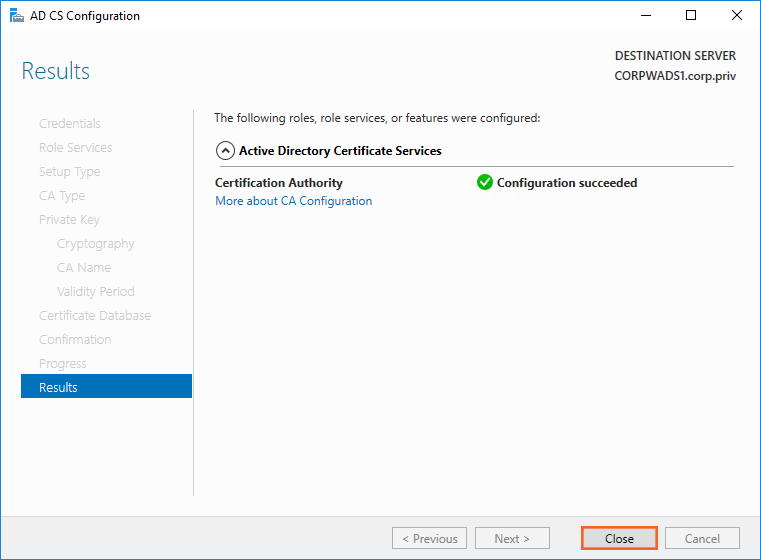 AD CS Configuration
Results
DESTINATION SERVER
CORPWADS1.corp.priv
Credentials
Role Services
Setup Type
CA Type
Private Key
Cryptography
CA Name
Validity Period
Certificate Database
Confirmation
Progress
Results
The following roles, role services, or features were configured:
Active Directory Certificate Services
Certification Authority
Configuration succeeded
More about CA Configuration
< Previous
Next >
Close
Cancel